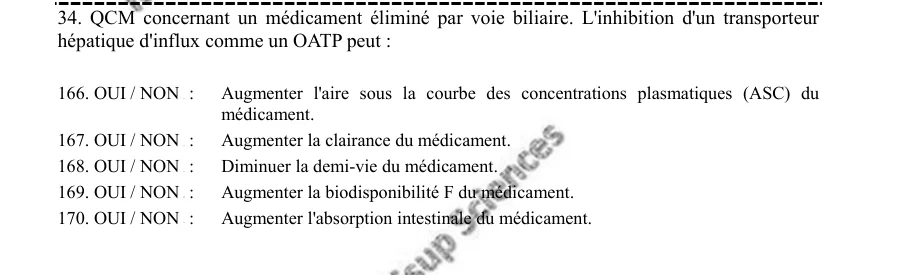 34. QCM concernant un médicament éliminé par voie biliaire. L'inhibition d'un transporteur
hépatique d'influx comme un OATP peut :
166. OUI / NON : Augmenter l'aire sous la courbe des concentrations plasmatiques (ASC) du
médicament.
167. OUI / NON : Augmenter la clairance du médicament.
168. OUI / NON : Diminuer la demi-vie du médicament.
169. OUI / NON : Augmenter la biodisponibilité F du médicament.
170. OUI / NON : Augmenter l'absorption intestinale du médicament.
Sciences